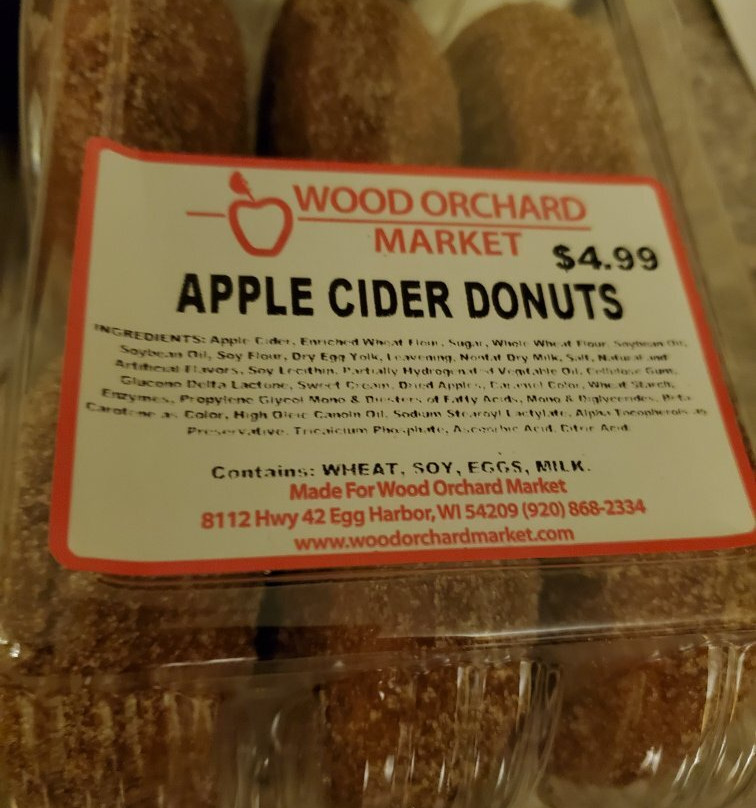 WOOD ORCHARD
MARKET
$4.99
APPLE CIDER DONUTS
INGREDIENTS: Apple Cider, Enriched Wheat Flour, Sugar, Whole Wheat Flour, Soybean Oil,
Soybean Oil, Soy Flour, Dry Egg Yolk, Leavening, Nonfat Dry Milk, Salt, Natural and
Artificial Flavors, Soy Lecithin, Partially Hydrogenated Vegetable Oil, Cellulose Gum,
Glucono Delta Lactone, Sweet Cream, Dried Apples, Caramel Color, Wheat Starch,
Enzymes, Propylene Glycol Mono & Diesters of Fatty Acids, Mono & Diglycerides, Beta
Carotene as Color, High Oleic Canola Oil, Sodium Stearoyl Lactylate, Alpha Tocopherols as
Preservative, Tricalcium Phosphate, Ascorbic Acid, Citric Acid
Contains: WHEAT, SOY, EGGS, MILK.
Made For Wood Orchard Market
8112 Hwy 42 Egg Harbor, WI 54209 (920) 868-2334
www.woodorchardmarket.com